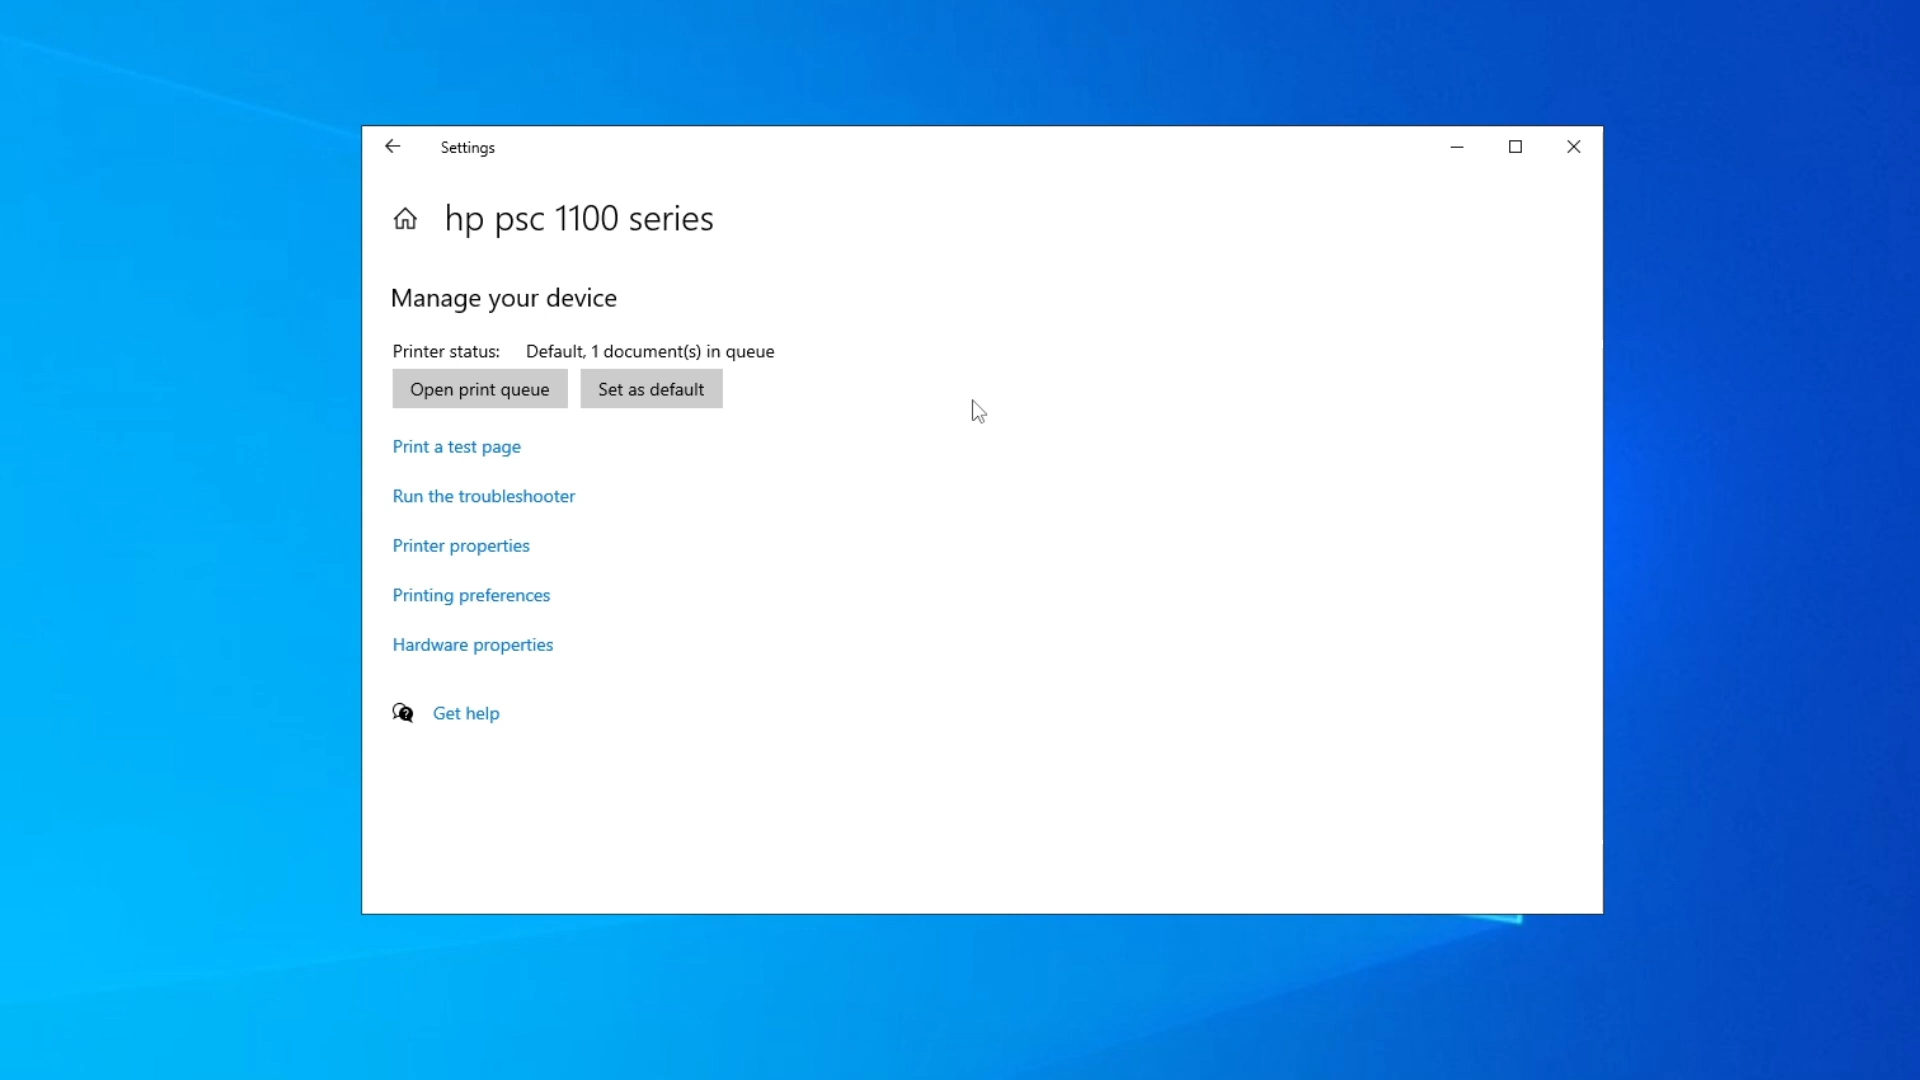 Settings
hp psc 1100 series
Manage your device
Printer status: Default, 1 document(s) in queue
Open print queue Set as default
Print a test page
Run the troubleshooter
Printer properties
Printing preferences
Hardware properties
Get help